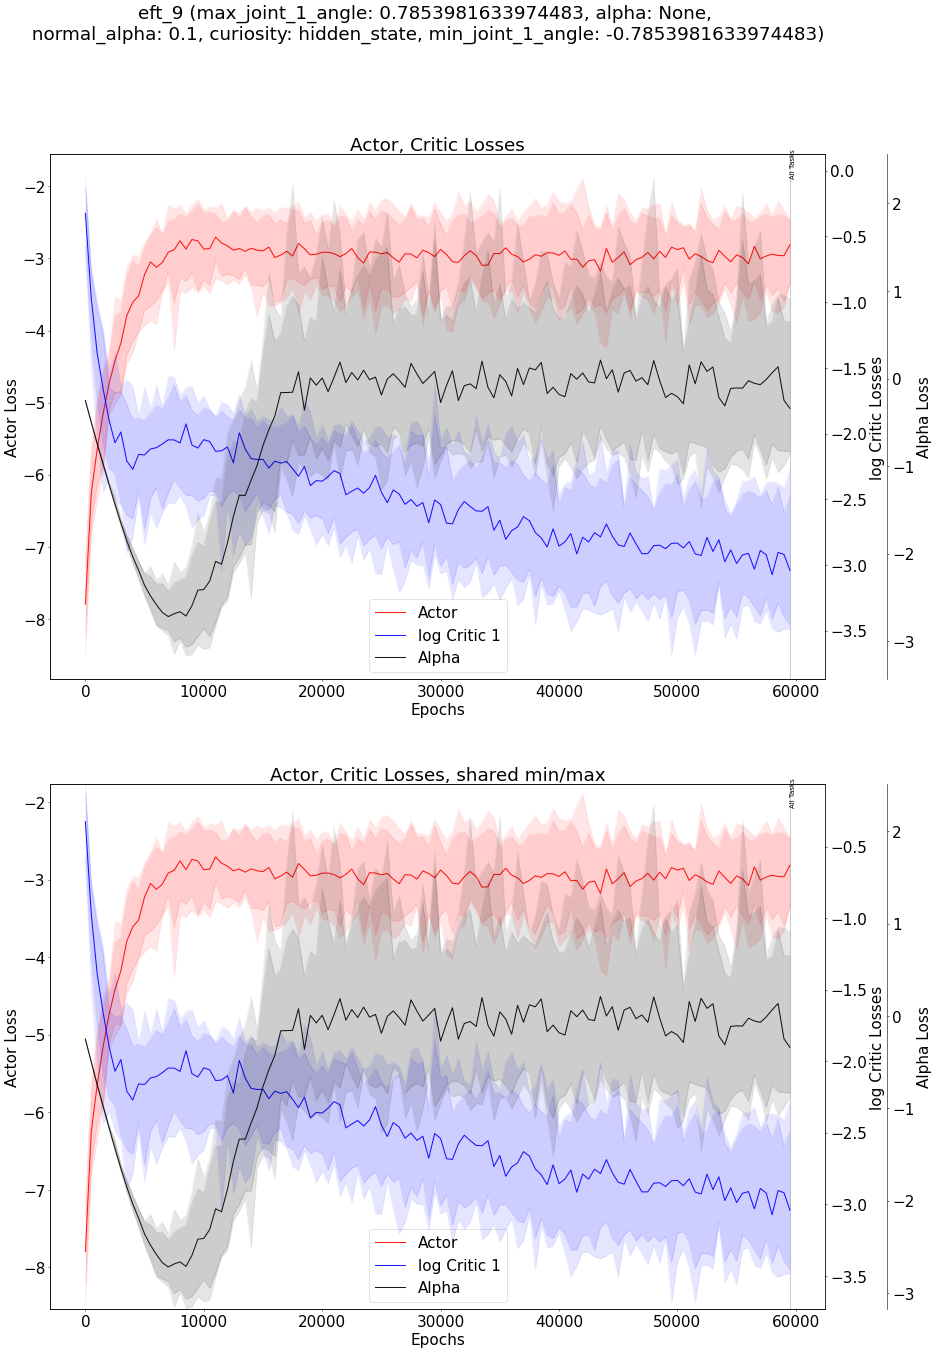 eft_9 (max_joint_1_angle: 0.7853981633974483, alpha: None,
normal_alpha: 0.1, curiosity: hidden_state, min_joint_1_angle: -0.7853981633974483)
Actor, Critic Losses
All Tasks
−2
−3
−4
−5
−6
−7
−8
Actor Loss
0.0
−0.5
−1.0
−1.5
−2.0
−2.5
−3.0
−3.5
log Critic Losses
2
1
0
−1
−2
−3
Alpha Loss
Actor
log Critic 1
Alpha
0 10000 20000 30000 40000 50000 60000
Epochs
Actor, Critic Losses, shared min/max
All Tasks
−2
−3
−4
−5
−6
−7
−8
Actor Loss
−0.5
−1.0
−1.5
−2.0
−2.5
−3.0
−3.5
log Critic Losses
2
1
0
−1
−2
−3
Alpha Loss
Actor
log Critic 1
Alpha
0 10000 20000 30000 40000 50000 60000
Epochs